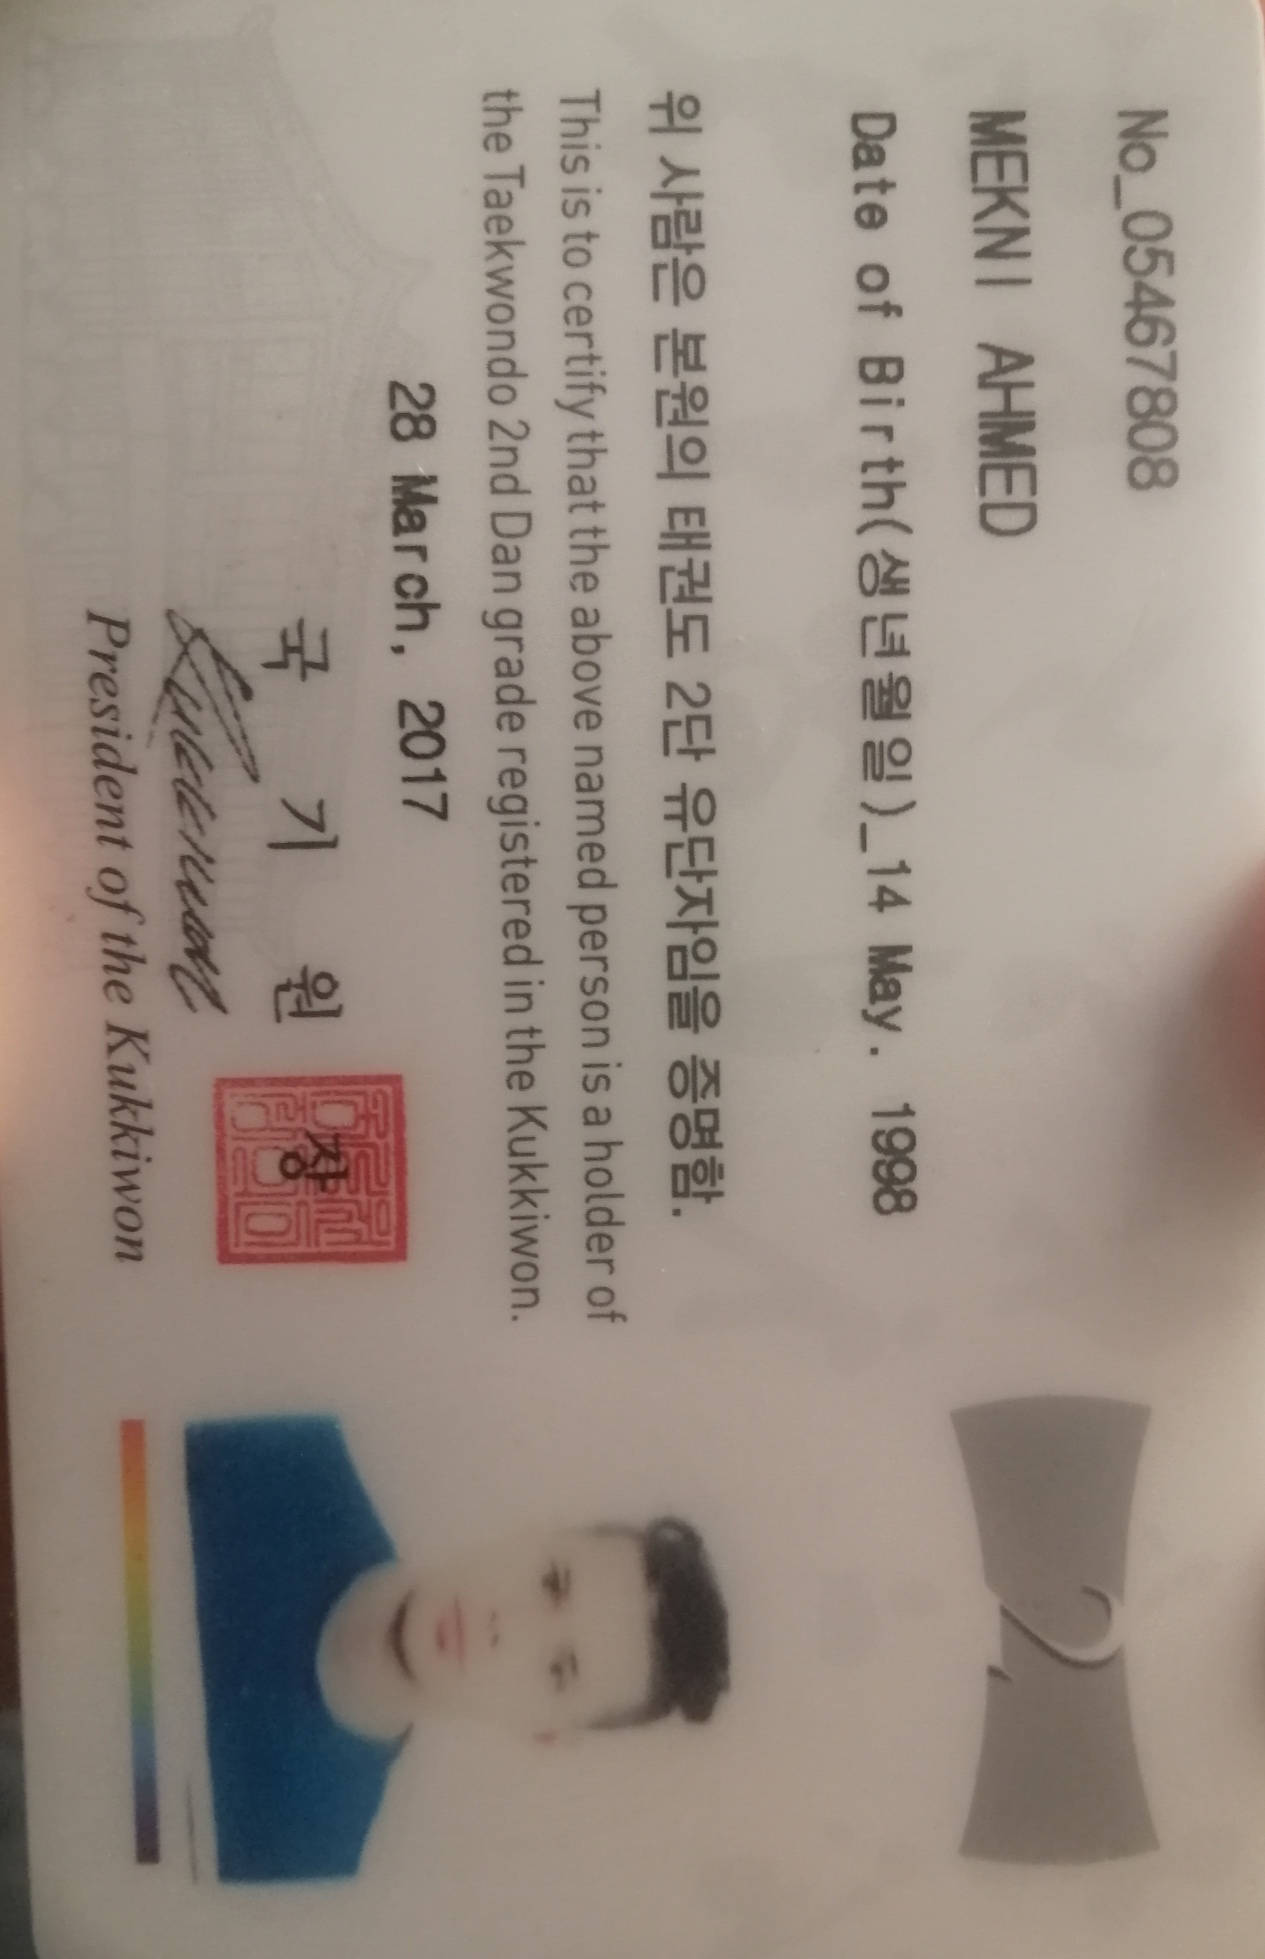 No_05467808
MEKNI AHMED
Date of Birth(생년월일)_14 May. 1998
위 사람은 본원의 태권도 2단 유단자임을 증명함.
This is to certify that the above named person is a holder of
the Taekwondo 2nd Dan grade registered in the Kukkiwon.
28 March, 2017
국 기 원 장
President of the Kukkiwon